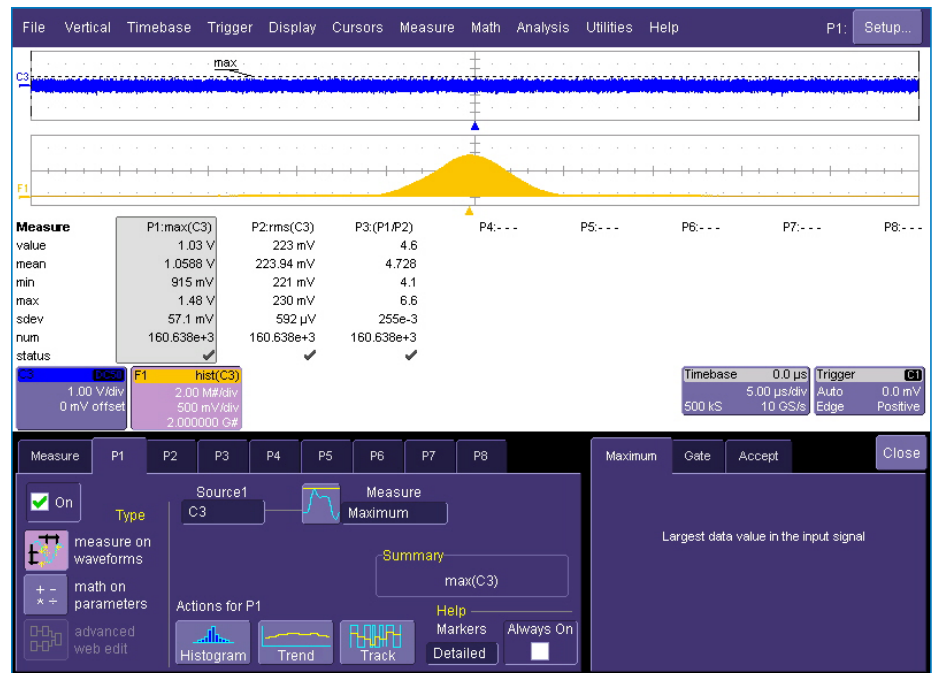 File Vertical Timebase Trigger Display Cursors Measure Math Analysis Utilities Help P1: Setup...
max
C3
F1
Measure P1:max(C3) P2:rms(C3) P3:(P1/P2) P4:- - - P5:- - - P6:- - - P7:- - - P8:- - -
value 1.03 V 223 mV 4.6
mean 1.0588 V 223.94 mV 4.728
min 915 mV 221 mV 4.1
max 1.48 V 230 mV 6.6
sdev 57.1 mV 592 µV 255e-3
num 160.638e+3 160.638e+3 160.638e+3
status
C3 F1 hist(C3) Timebase 0.0 µs Trigger C1
1.00 V/div 2.00 M#/div 5.00 µs/div Auto 0.0 mV
0 mV offset 500 mV/div 500 kS 10 GS/s Edge Positive
2.000000 G#
Measure P1 P2 P3 P4 P5 P6 P7 P8 Maximum Gate Accept Close
On Source1 Measure
Type C3 Maximum
measure on
waveforms
Largest data value in the input signal
Summary
math on
parameters
max(C3)
Actions for P1 Help
advanced
web edit
Markers Always On
Histogram Trend Track Detailed